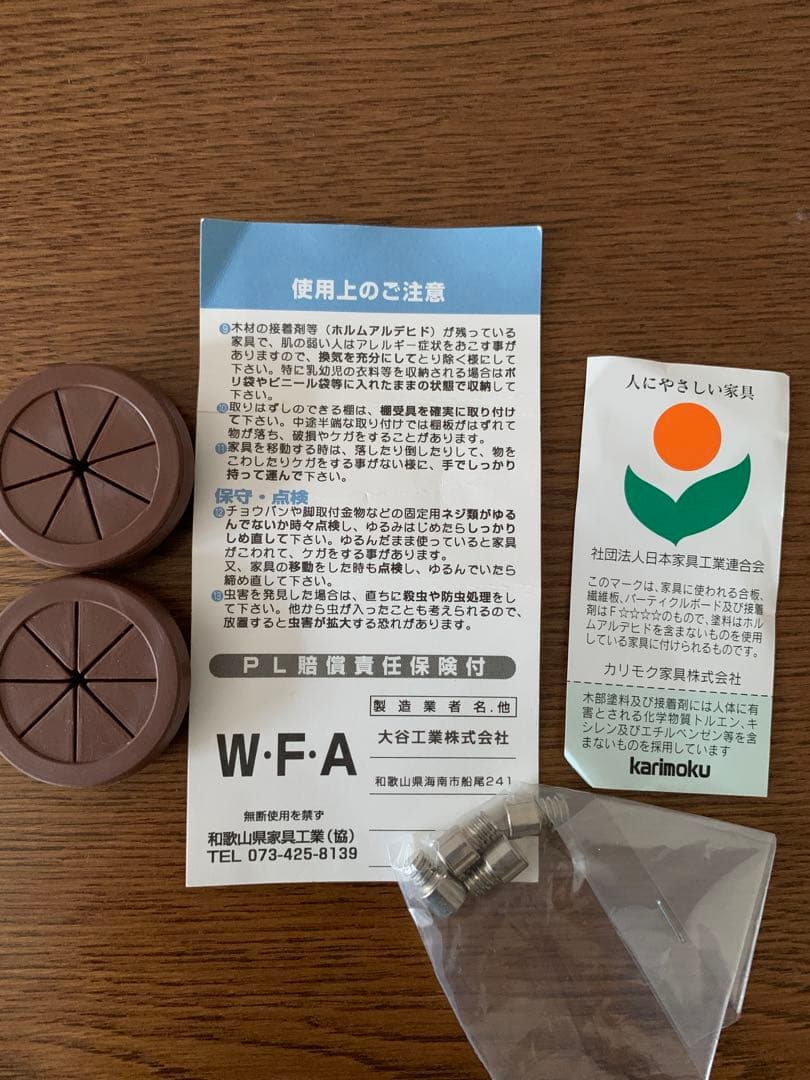 使用上のご注意
⑨木材の接着剤等（ホルムアルデヒド）が残っている
家具で、肌の弱い人はアレルギー症状をおこす事が
ありますので、換気を充分にしてとり除く様にして
下さい。特に乳幼児の衣料等を収納される場合はポ
リ袋やビニール袋等に入れたままの状態で収納して
下さい。
⑩取りはずしのできる棚は、棚受具を確実に取り付け
て下さい。中途半端な取り付けでは棚板がはずれて
物が落ち、破損やケガをすることがあります。
⑪家具を移動する時は、落したり倒したりして、物を
こわしたりケガをする事がない様に、手でしっかり
持って運んで下さい。
保守・点検
⑫チョウバンや脚取付金物などの固定用ネジ類がゆる
んでないか時々点検し、ゆるみはじめたらしっかり
しめ直して下さい。ゆるんだまま使っていると家具
がこわれて、ケガをする事があります。
又、家具の移動をした時も点検し、ゆるんでいたら
締め直して下さい。
⑬虫害を発見した場合は、直ちに殺虫や防虫処理をし
て下さい。他から虫が入ったことも考えられるので、
放置すると虫害が拡大する恐れがあります。
PL賠償責任保険付
W・F・A
無断使用を禁ず
和歌山県家具工業（協）
TEL 073-425-8139
製造業者名.他
大谷工業株式会社
和歌山県海南市船尾241
人にやさしい家具
社団法人日本家具工業連合会
このマークは、家具に使われる合板、
繊維板、パーティクルボード及び接着
剤はF☆☆☆☆のもので、塗料はホル
ムアルデヒドを含まないものを使用
している家具に付けられるものです。
カリモク家具株式会社
木部塗料及び接着剤には人体に有
害とされる化学物質トルエン、キ
シレン及びエチルベンゼン等を含
まないものを採用しています
karimoku